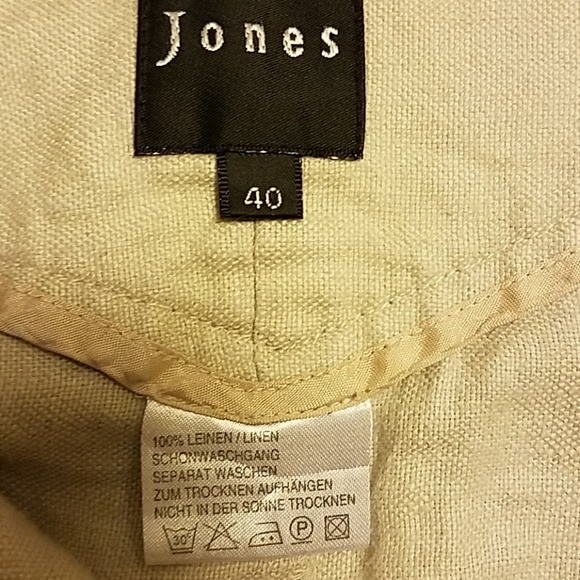 Jones
40
100% LEINEN / LINEN
SCHONWASCHGANG
SEPARAT WASCHEN
ZUM TROCKNEN AUFHÄNGEN
NICHT IN DER SONNE TROCKNEN
30° P